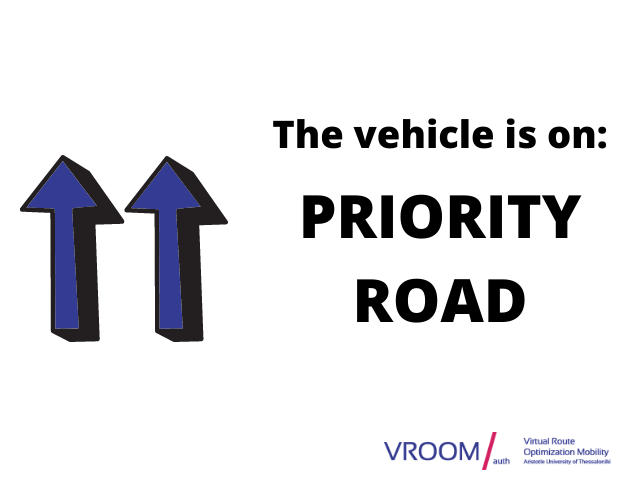 The vehicle is on:
PRIORITY
ROAD
VROOM/auth
Virtual Route
Optimization Mobility
Aristotle University of Thessaloniki